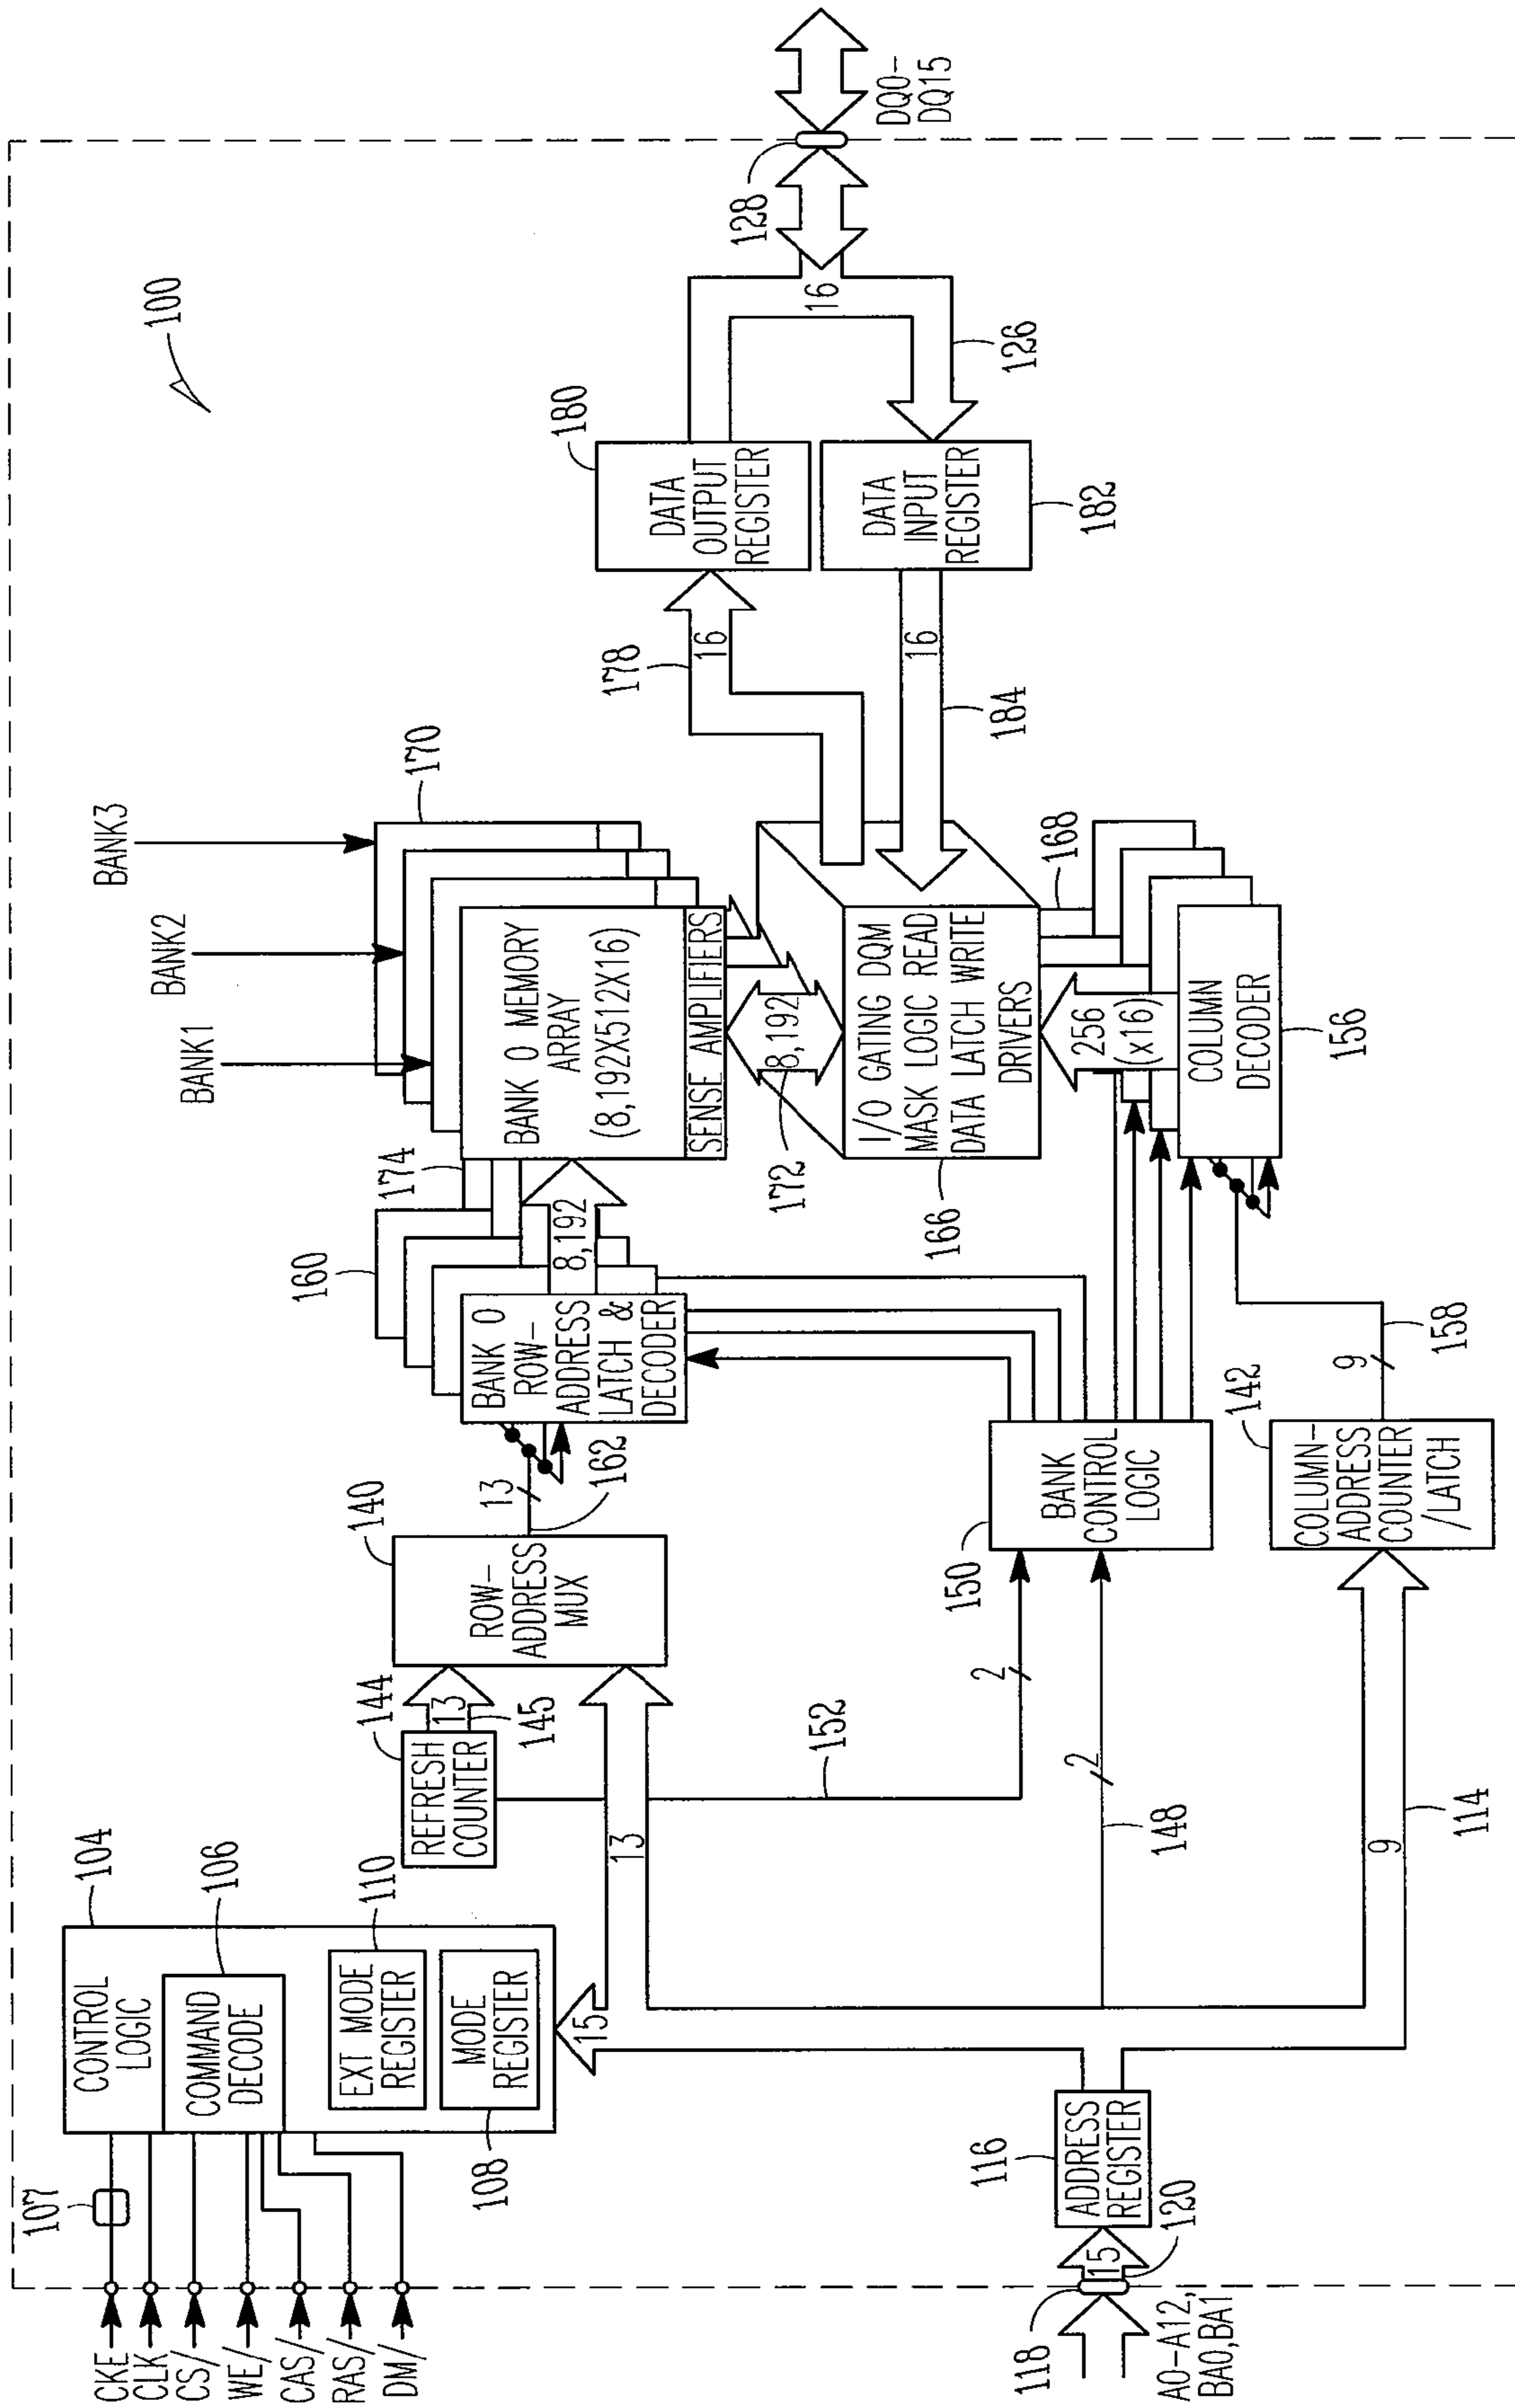 100
BANK3
BANK2
BANK1
104
CONTROL
LOGIC
106
COMMAND
DECODE
110
EXT MODE
REGISTER
MODE
REGISTER
108
107
CKE
CLK
CS/
WE/
CAS/
RAS/
DM/
144
REFRESH
COUNTER
13
145
140
ROW-
ADDRESS
MUX
13
162
160
BANK 0
ROW-
ADDRESS
LATCH &
DECODER
174
8,192
170
BANK 0 MEMORY
ARRAY
(8,192X512X16)
SENSE AMPLIFIERS
8,192
172
178
16
180
DATA
OUTPUT
REGISTER
128
16
DQ0-
DQ15
126
DATA
INPUT
REGISTER
182
16
184
I/O GATING DQM
MASK LOGIC READ
DATA LATCH WRITE
DRIVERS
166
168
256
(x16)
COLUMN
DECODER
156
15
13
152
2
2
148
150
BANK
CONTROL
LOGIC
142
COLUMN-
ADDRESS
COUNTER
/LATCH
9
158
9
114
116
ADDRESS
REGISTER
15
120
118
A0-A12,
BA0,BA1